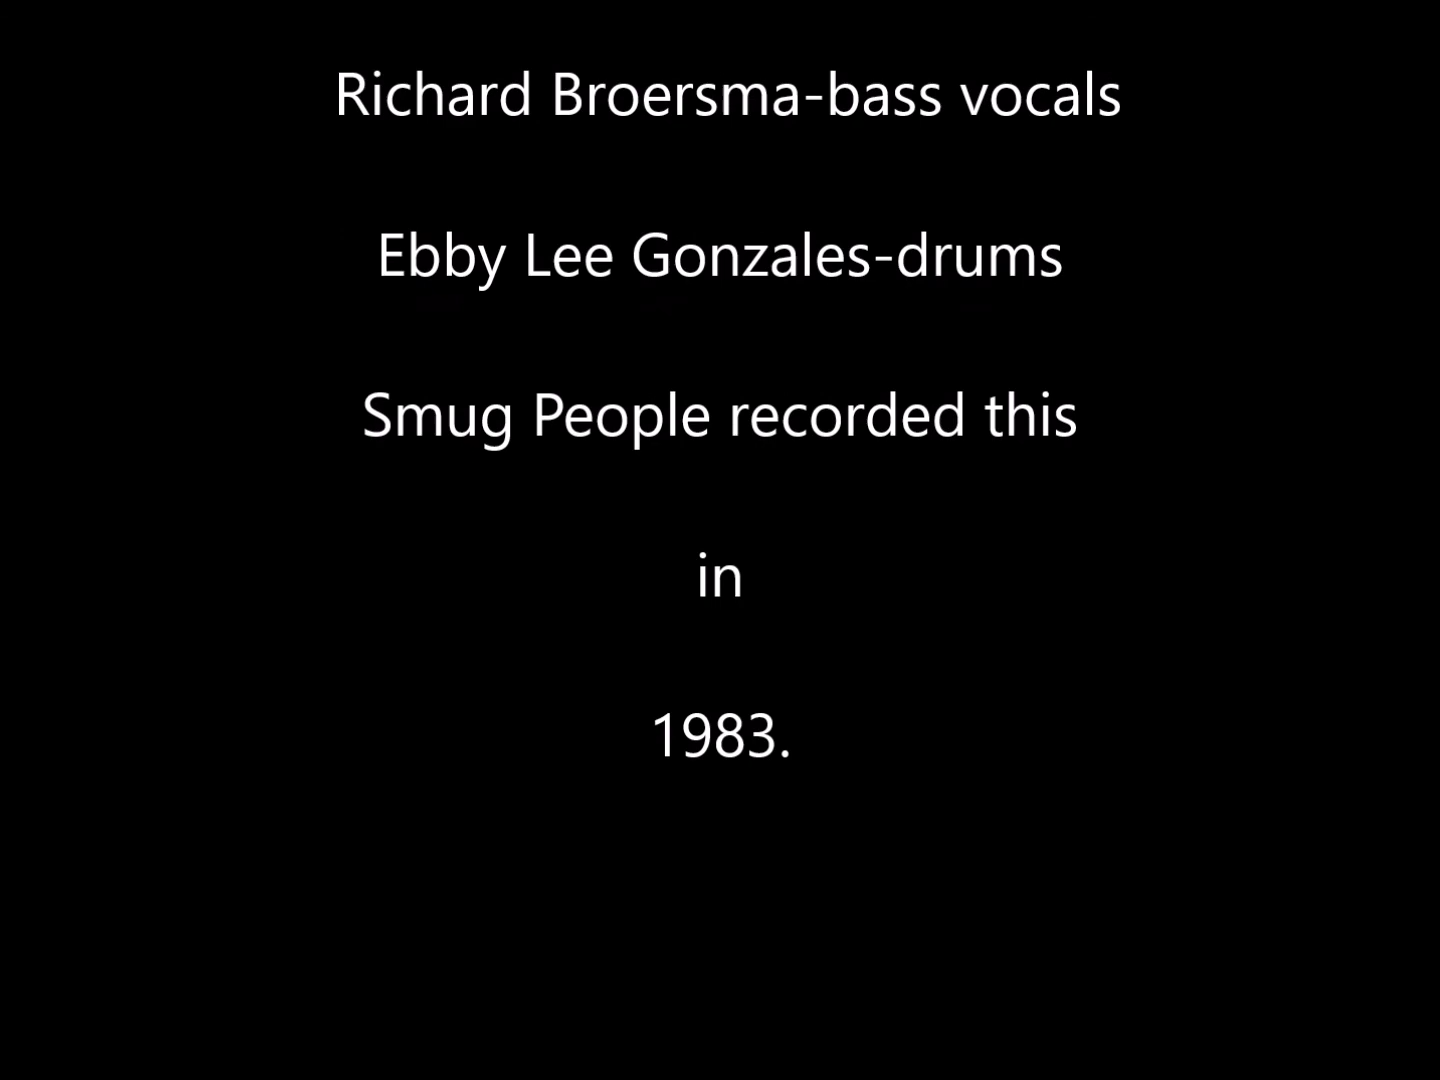 Richard Broersma-bass vocals
Ebby Lee Gonzales-drums
Smug People recorded this
in
1983.